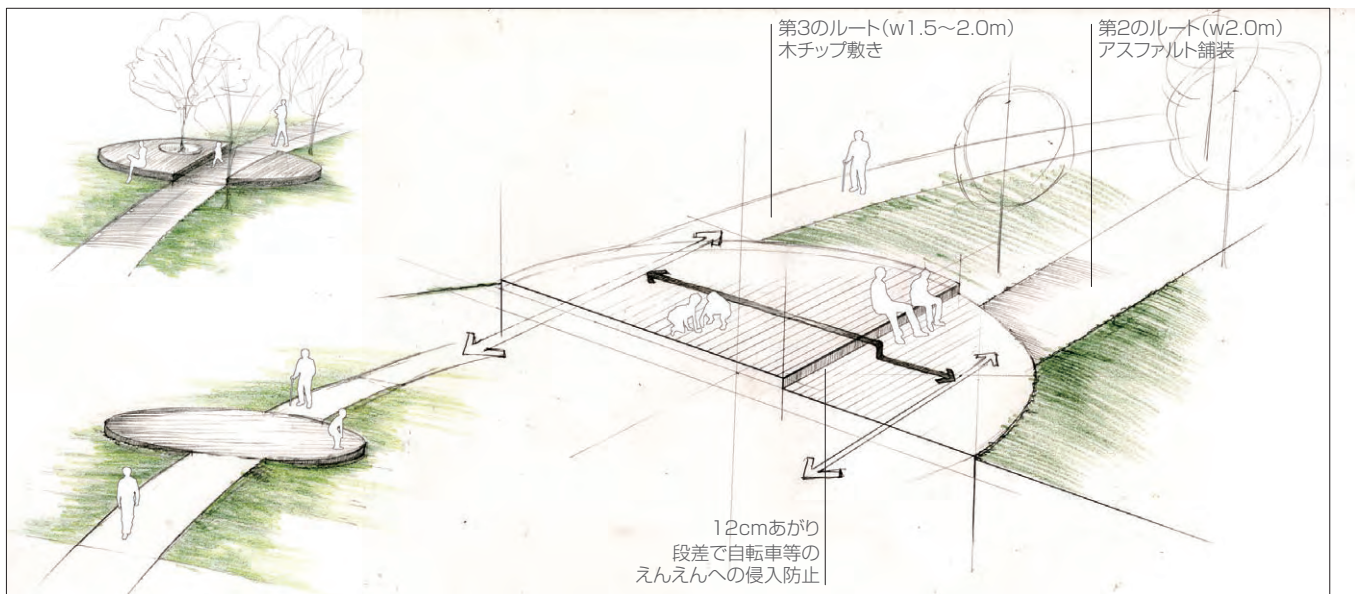 第3のルート(w1.5〜2.0m)
木チップ敷き
第2のルート(w2.0m)
アスファルト舗装
12cmあがり
段差で自転車等の
えんえんへの侵入防止